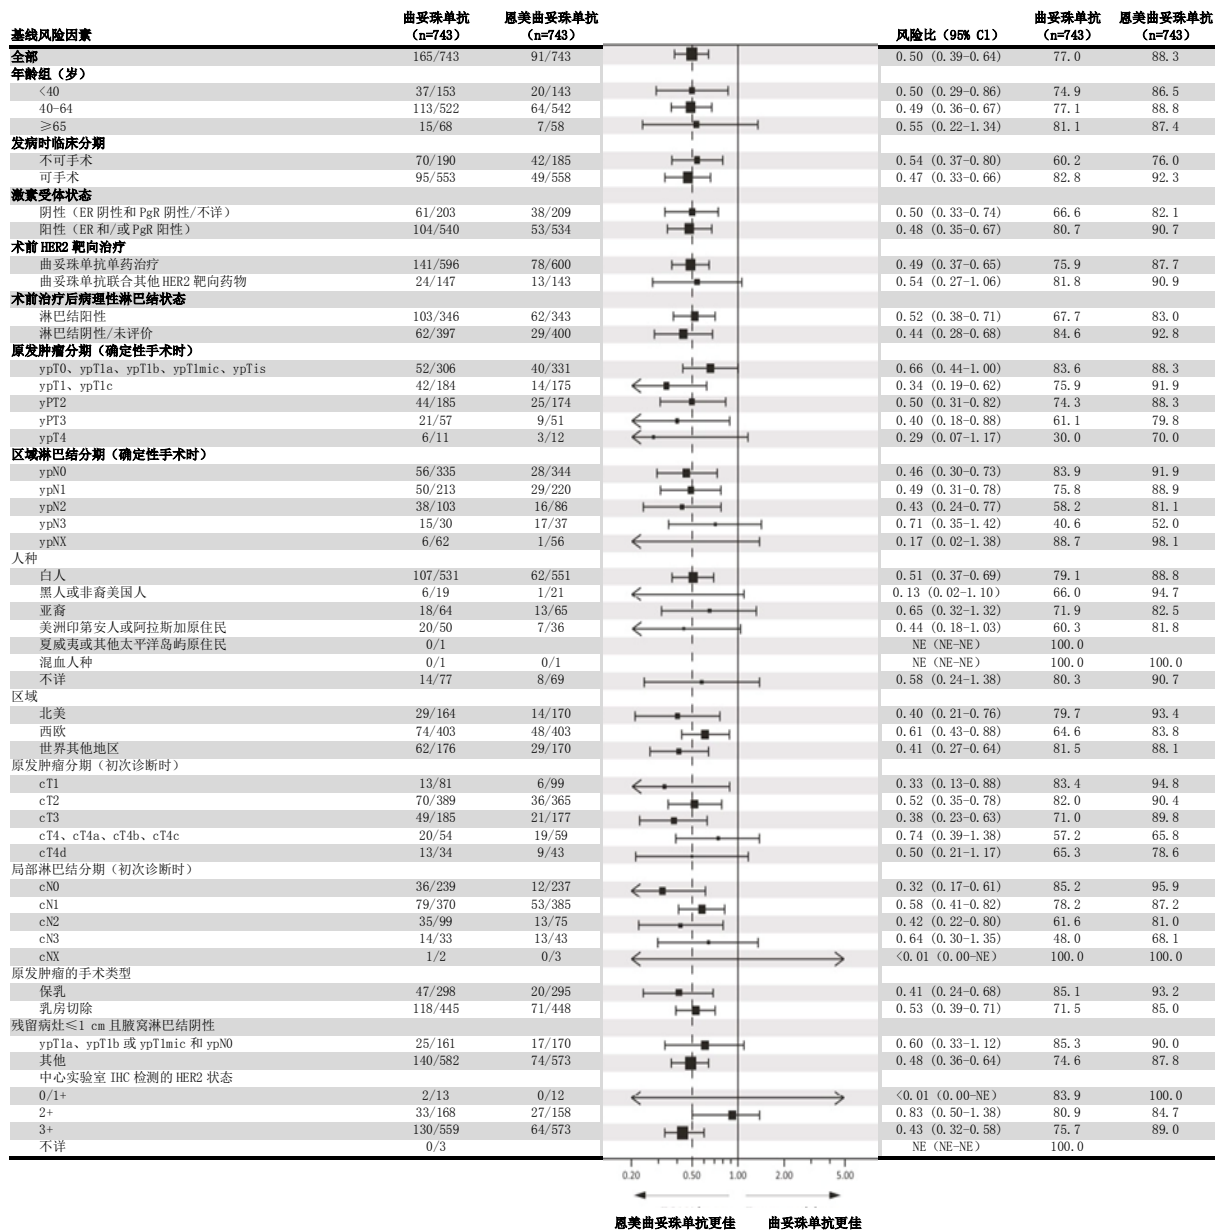 基线风险因素 曲妥珠单抗 (n=743) 恩美曲妥珠单抗 (n=743) 风险比（95% Cl） 曲妥珠单抗 (n=743) 恩美曲妥珠单抗 (n=743)
全部 165/743 91/743 0.50 (0.39-0.64) 77.0 88.3
年龄组（岁）
<40 37/153 20/143 0.50 (0.29-0.86) 74.9 86.5
40-64 113/522 64/542 0.49 (0.36-0.67) 77.1 88.8
≥65 15/68 7/58 0.55 (0.22-1.34) 81.1 87.4
发病时临床分期
不可手术 70/190 42/185 0.54 (0.37-0.80) 60.2 76.0
可手术 95/553 49/558 0.47 (0.33-0.66) 82.8 92.3
激素受体状态
阴性（ER 阴性和 PgR 阴性/不详） 61/203 38/209 0.50 (0.33-0.74) 66.6 82.1
阳性（ER 和/或 PgR 阳性） 104/540 53/534 0.48 (0.35-0.67) 80.7 90.7
术前 HER2 靶向治疗
曲妥珠单抗单药治疗 141/596 78/600 0.49 (0.37-0.65) 75.9 87.7
曲妥珠单抗联合其他 HER2 靶向药物 24/147 13/143 0.54 (0.27-1.06) 81.8 90.9
术前治疗后病理性淋巴结状态
淋巴结阳性 103/346 62/343 0.52 (0.38-0.71) 67.7 83.0
淋巴结阴性/未评价 62/397 29/400 0.44 (0.28-0.68) 84.6 92.8
原发肿瘤分期（确定性手术时）
ypT0、ypT1a、ypT1b、ypT1mic、ypTis 52/306 40/331 0.66 (0.44-1.00) 83.6 88.3
ypT1、ypT1c 42/184 14/175 0.34 (0.19-0.62) 75.9 91.9
yPT2 44/185 25/174 0.50 (0.31-0.82) 74.3 88.3
yPT3 21/57 9/51 0.40 (0.18-0.88) 61.1 79.8
ypT4 6/11 3/12 0.29 (0.07-1.17) 30.0 70.0
区域淋巴结分期（确定性手术时）
ypN0 56/335 28/344 0.46 (0.30-0.73) 83.9 91.9
ypN1 50/213 29/220 0.49 (0.31-0.78) 75.8 88.9
ypN2 38/103 16/86 0.43 (0.24-0.77) 58.2 81.1
ypN3 15/30 17/37 0.71 (0.35-1.42) 40.6 52.0
ypNX 6/62 1/56 0.17 (0.02-1.38) 88.7 98.1
人种
白人 107/531 62/551 0.51 (0.37-0.69) 79.1 88.8
黑人或非裔美国人 6/19 1/21 0.13 (0.02-1.10) 66.0 94.7
亚裔 18/64 13/65 0.65 (0.32-1.32) 71.9 82.5
美洲印第安人或阿拉斯加原住民 20/50 7/36 0.44 (0.18-1.03) 60.3 81.8
夏威夷或其他太平洋岛屿原住民 0/1 NE (NE-NE) 100.0
混血人种 0/1 0/1 NE (NE-NE) 100.0 100.0
不详 14/77 8/69 0.58 (0.24-1.38) 80.3 90.7
区域
北美 29/164 14/170 0.40 (0.21-0.76) 79.7 93.4
西欧 74/403 48/403 0.61 (0.43-0.88) 64.6 83.8
世界其他地区 62/176 29/170 0.41 (0.27-0.64) 81.5 88.1
原发肿瘤分期（初次诊断时）
cT1 13/81 6/99 0.33 (0.13-0.88) 83.4 94.8
cT2 70/389 36/365 0.52 (0.35-0.78) 82.0 90.4
cT3 49/185 21/177 0.38 (0.23-0.63) 71.0 89.8
cT4、cT4a、cT4b、cT4c 20/54 19/59 0.74 (0.39-1.38) 57.2 65.8
cT4d 13/34 9/43 0.50 (0.21-1.17) 65.3 78.6
局部淋巴结分期（初次诊断时）
cN0 36/239 12/237 0.32 (0.17-0.61) 85.2 95.9
cN1 79/370 53/385 0.58 (0.41-0.82) 78.2 87.2
cN2 35/99 13/75 0.42 (0.22-0.80) 61.6 81.0
cN3 14/33 13/43 0.64 (0.30-1.35) 48.0 68.1
cNX 1/2 0/3 <0.01 (0.00-NE) 100.0 100.0
原发肿瘤的手术类型
保乳 47/298 20/295 0.41 (0.24-0.68) 85.1 93.2
乳房切除 118/445 71/448 0.53 (0.39-0.71) 71.5 85.0
残留病灶≤1 cm 且腋窝淋巴结阴性
ypT1a、ypT1b 或 ypT1mic 和 ypN0 25/161 17/170 0.60 (0.33-1.12) 85.3 90.0
其他 140/582 74/573 0.48 (0.36-0.64) 74.6 87.8
中心实验室 IHC 检测的 HER2 状态
0/1+ 2/13 0/12 <0.01 (0.00-NE) 83.9 100.0
2+ 33/168 27/158 0.83 (0.50-1.38) 80.9 84.7
3+ 130/559 64/573 0.43 (0.32-0.58) 75.7 89.0
不详 0/3 NE (NE-NE) 100.0
0.20 0.50 1.00 2.00 5.00
恩美曲妥珠单抗更佳 曲妥珠单抗更佳